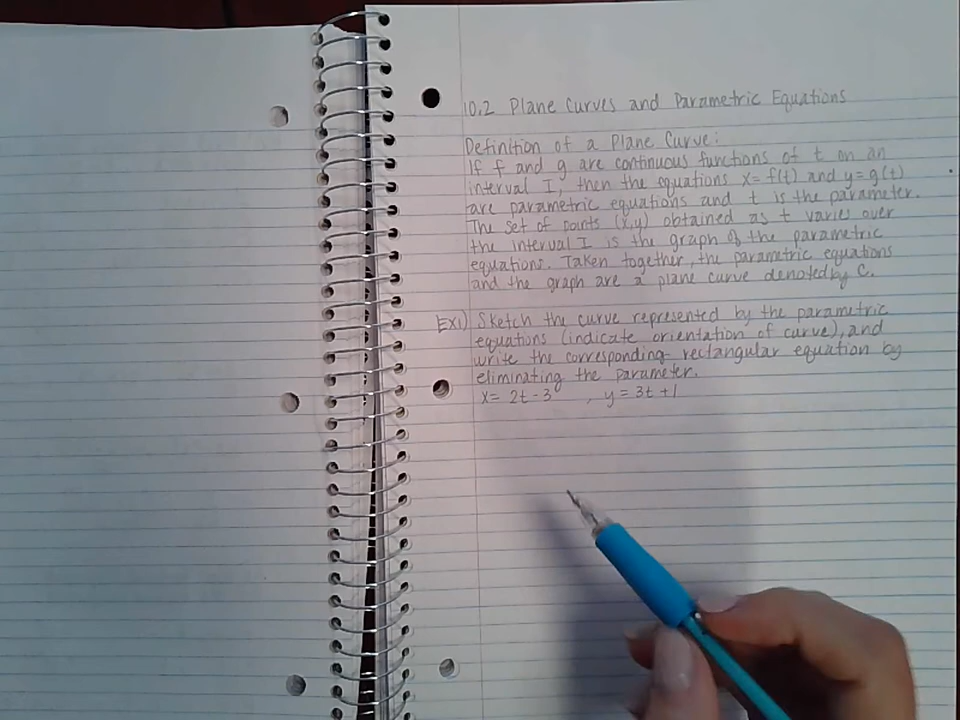 10.2 Plane Curves and Parametric Equations
Definition of a Plane Curve:
If f and g are continuous functions of t on an
interval I, then the equations x=f(t) and y=g(t)
are parametric equations and t is the parameter.
The set of points (x,y) obtained as t varies over
the interval I is the graph of the parametric
equations. Taken together, the parametric equations
and the graph are a plane curve denoted by C.
EX1) Sketch the curve represented by the parametric
equations (indicate orientation of curve), and
write the corresponding rectangular equation by
eliminating the parameter.
x= 2t-3 , y=3t+1